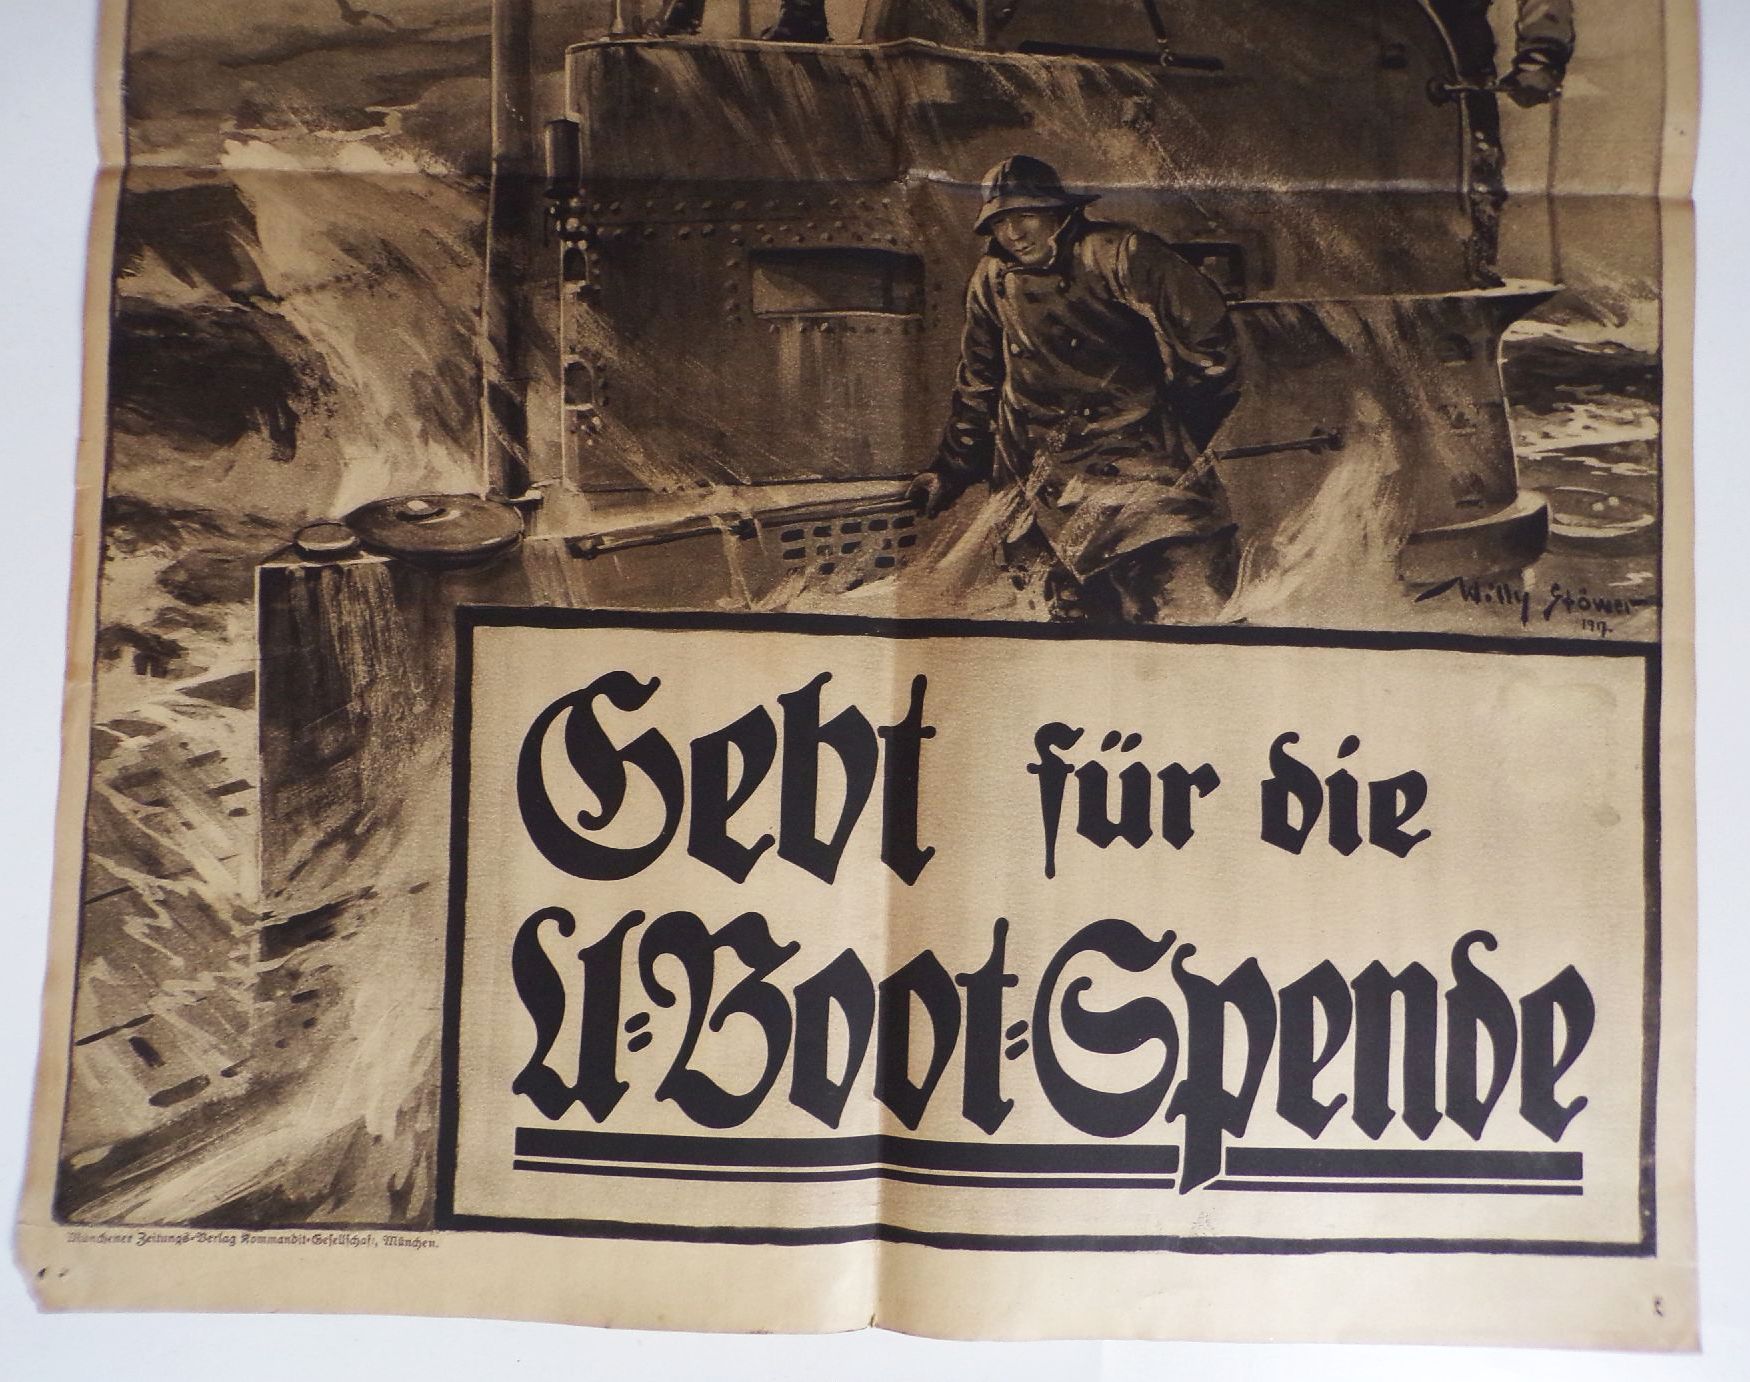 Willy Stöwer
1917.
Gebt für die
U=Boot=Spende
Münchener Zeitungs-Verlag Kommandit-Gesellschaft, München.